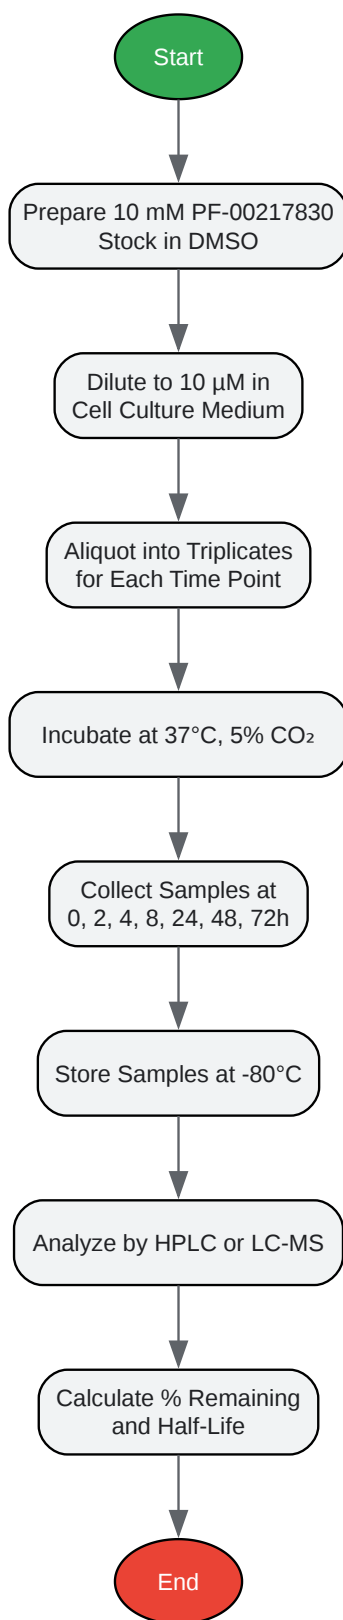 Start
Prepare 10 mM PF-00217830
Stock in DMSO
Dilute to 10 µM in
Cell Culture Medium
Aliquot into Triplicates
for Each Time Point
Incubate at 37°C, 5% CO₂
Collect Samples at
0, 2, 4, 8, 24, 48, 72h
Store Samples at -80°C
Analyze by HPLC or LC-MS
Calculate % Remaining
and Half-Life
End